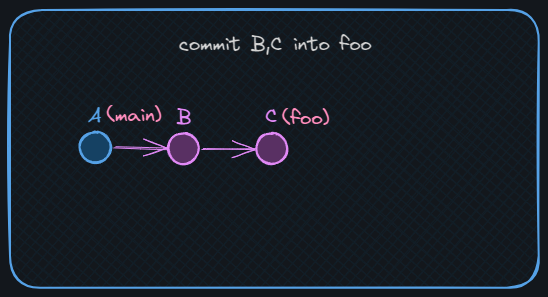 commit B,C into foo
A (main) B C (foo)